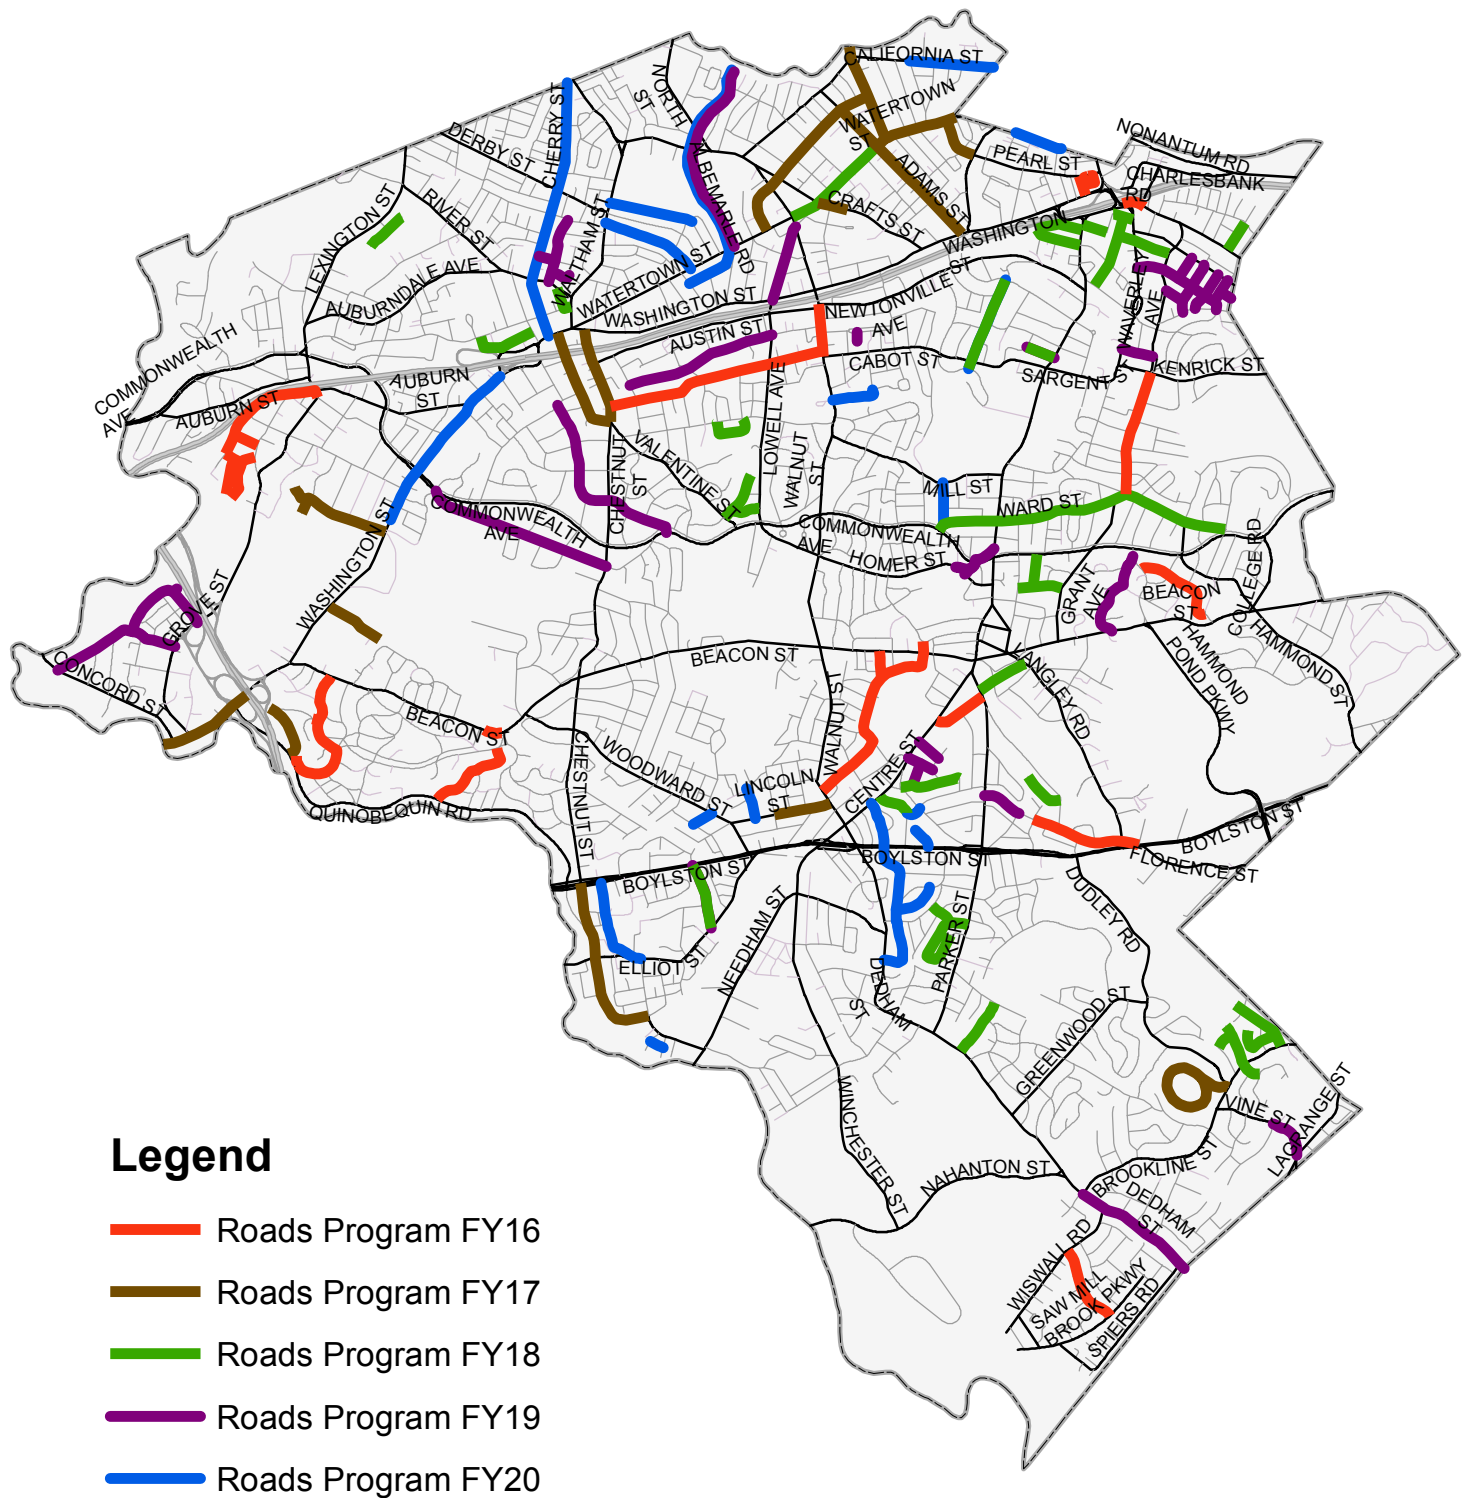 CALIFORNIA ST
NORTH
ST
WATERTOWN
ST
CHERRY ST
DERBY ST
NONANTUM RD
PEARL ST
CHARLESBANK
RD
ALBEMARLE RD
ADAMS ST
CRAFTS ST
LEXINGTON ST
RIVER ST
WALTHAM ST
WASHINGTON
ST
AUBURNDALE AVE
WATERTOWN ST
WASHINGTON ST
NEWTONVILLE
AVE
WAVERLEY
AVE
AUSTIN ST
COMMONWEALTH
AVE
CABOT ST
SARGENT ST
KENRICK ST
AUBURN
ST
AUBURN ST
LOWELL AVE
WALNUT
ST
CHESTNUT
ST
VALENTINE ST
MILL ST
WARD ST
COMMONWEALTH
AVE
COMMONWEALTH
AVE
HOMER ST
WASHINGTON ST
COLLEGE RD
GRANT
AVE
BEACON
ST
GROVE ST
HAMMOND
POND PKWY
HAMMOND ST
BEACON ST
LANGLEY RD
CONCORD ST
BEACON ST
WALNUT ST
CHESTNUT ST
WOODWARD ST
LINCOLN
ST
CENTRE ST
QUINOBEQUIN RD
BOYLSTON ST
BOYLSTON ST
BOYLSTON ST
FLORENCE ST
DUDLEY RD
NEEDHAM ST
ELLIOT ST
PARKER ST
DEDHAM
ST
GREENWOOD ST
WINCHESTER ST
VINE ST
LAGRANGE ST
NAHANTON ST
BROOKLINE ST
DEDHAM
ST
WISWALL RD
SAW MILL
BROOK PKWY
SPIERS RD
Legend
Roads Program FY16
Roads Program FY17
Roads Program FY18
Roads Program FY19
Roads Program FY20